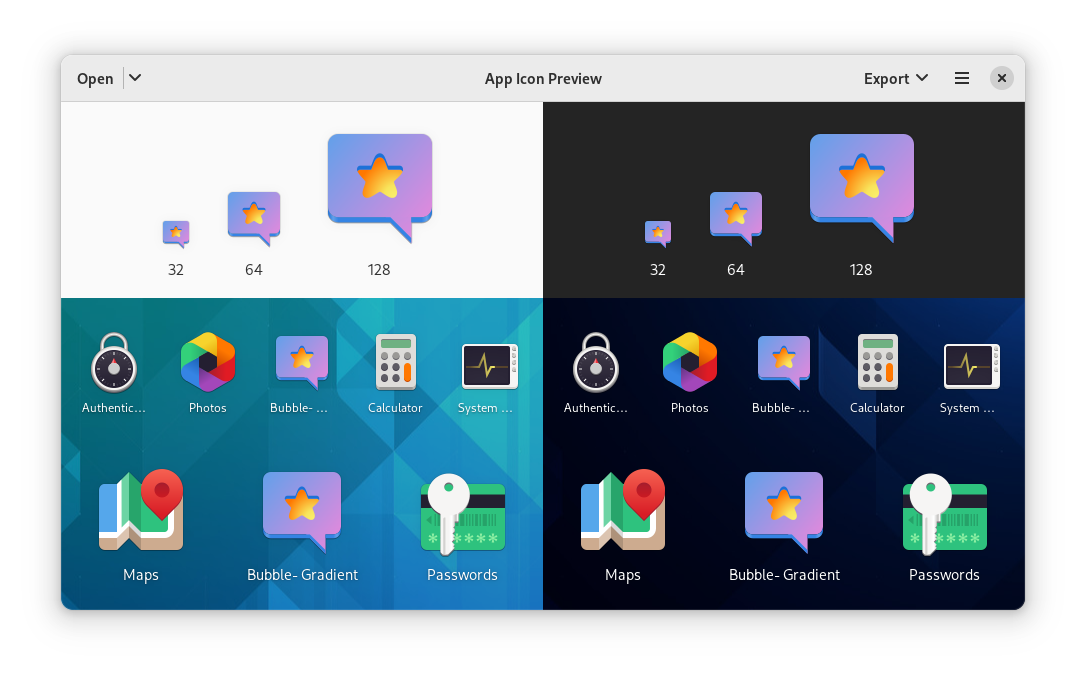 Open
App Icon Preview
Export
32 64 128
32 64 128
Authentic... Photos Bubble- ... Calculator System ...
Authentic... Photos Bubble- ... Calculator System ...
Maps Bubble- Gradient Passwords
Maps Bubble- Gradient Passwords